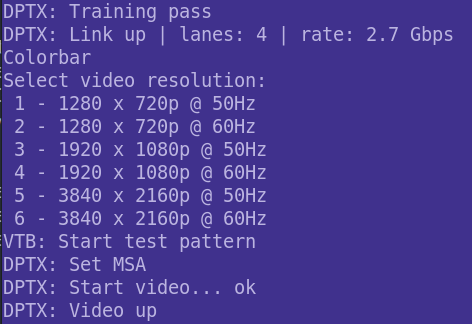 DPTX: Training pass
DPTX: Link up | lanes: 4 | rate: 2.7 Gbps
Colorbar
Select video resolution:
 1 - 1280 x 720p @ 50Hz
 2 - 1280 x 720p @ 60Hz
 3 - 1920 x 1080p @ 50Hz
 4 - 1920 x 1080p @ 60Hz
 5 - 3840 x 2160p @ 50Hz
 6 - 3840 x 2160p @ 60Hz
VTB: Start test pattern
DPTX: Set MSA
DPTX: Start video... ok
DPTX: Video up